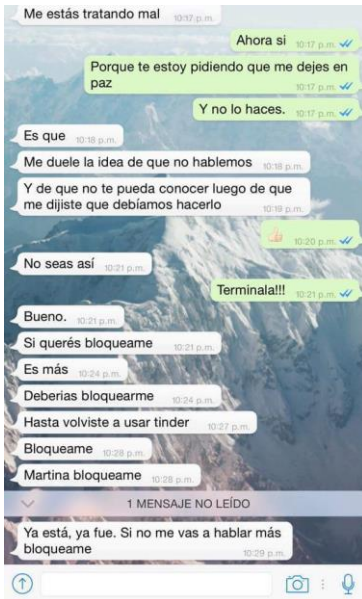 Me estás tratando mal 10:17 p.m.
Ahora si 10:17 p.m.
Porque te estoy pidiendo que me dejes en
paz 10:17 p.m.
Y no lo haces. 10:17 p.m.
Es que 10:18 p.m.
Me duele la idea de que no hablemos 10:18 p.m.
Y de que no te pueda conocer luego de que
me dijiste que debíamos hacerlo 10:19 p.m.
👍 10:20 p.m.
No seas así 10:21 p.m.
Terminala!!! 10:21 p.m.
Bueno. 10:21 p.m.
Si querés bloqueame 10:21 p.m.
Es más 10:24 p.m.
Deberias bloquearme 10:24 p.m.
Hasta volviste a usar tinder 10:27 p.m.
Bloqueame 10:28 p.m.
Martina bloqueame 10:28 p.m.
1 MENSAJE NO LEÍDO
Ya está, ya fue. Si no me vas a hablar más
bloqueame 10:29 p.m.